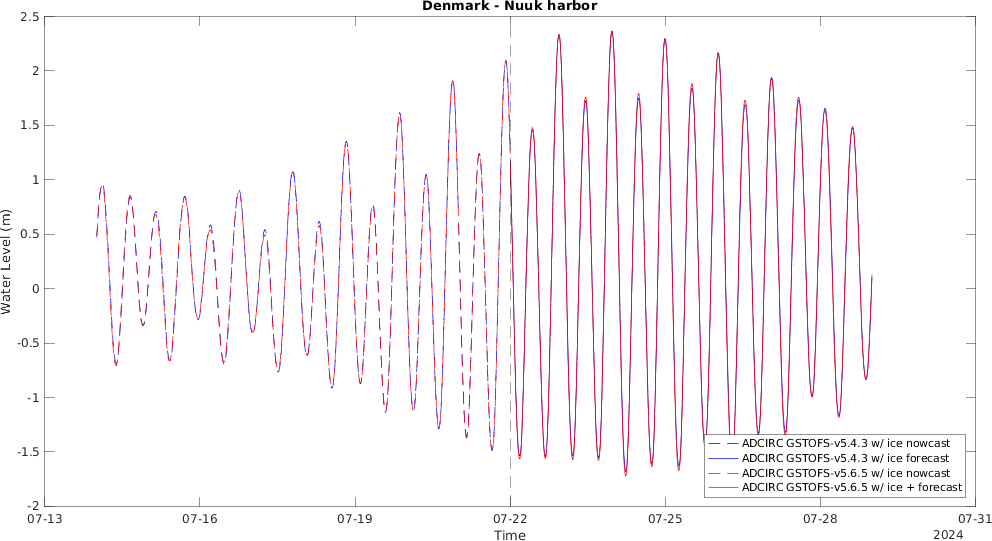 Denmark - Nuuk harbor
2.5
2
1.5
1
0.5
0
-0.5
-1
-1.5
-2
Water Level (m)
07-13
07-16
07-19
07-22
07-25
07-28
07-31
Time
2024
ADCIRC GSTOFS-v5.4.3 w/ ice nowcast
ADCIRC GSTOFS-v5.4.3 w/ ice forecast
ADCIRC GSTOFS-v5.6.5 w/ ice nowcast
ADCIRC GSTOFS-v5.6.5 w/ ice + forecast